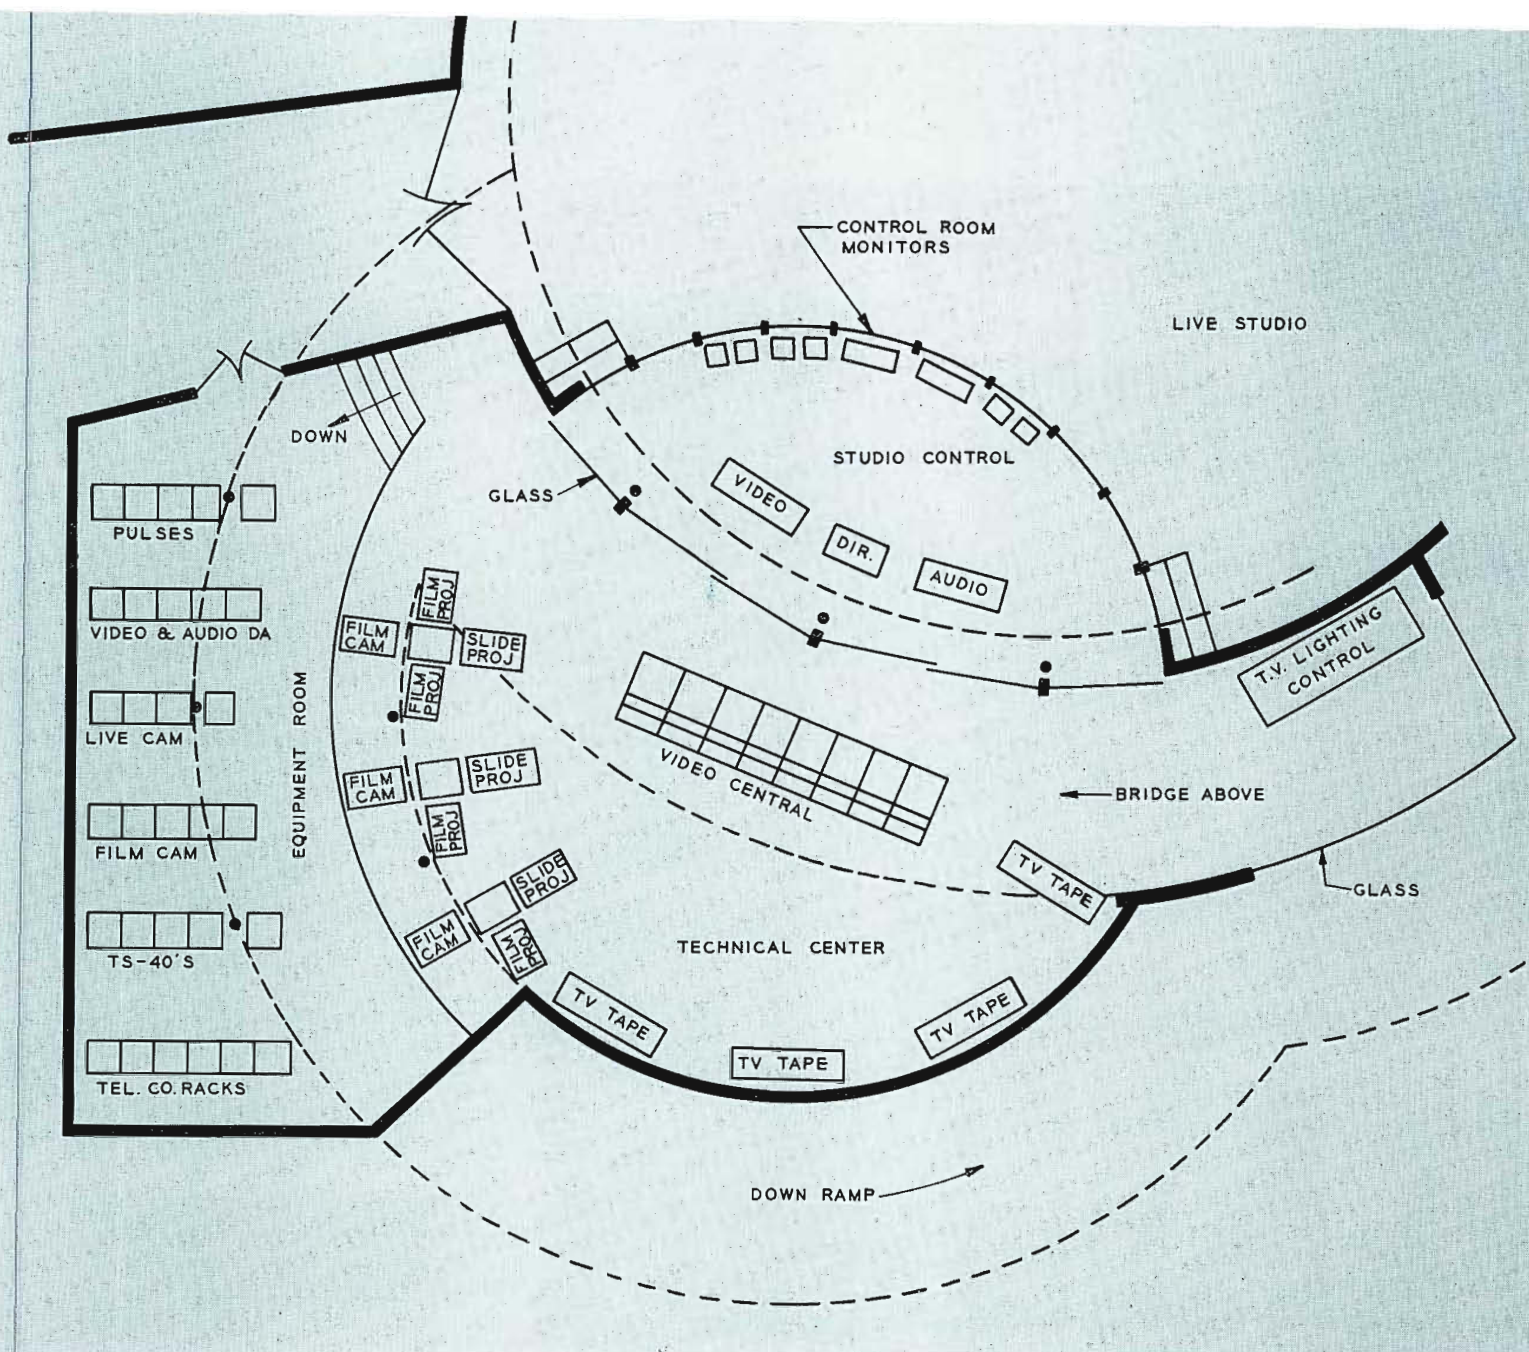 CONTROL ROOM
MONITORS
LIVE STUDIO
DOWN
STUDIO CONTROL
GLASS
VIDEO
DIR.
AUDIO
PULSES
VIDEO & AUDIO DA
LIVE CAM
FILM CAM
TS-40'S
TEL. CO. RACKS
EQUIPMENT ROOM
FILM
PROJ
FILM
CAM
SLIDE
PROJ
FILM
PROJ
FILM
CAM
SLIDE
PROJ
FILM
PROJ
FILM
CAM
SLIDE
PROJ
FILM
PROJ
VIDEO CENTRAL
T.V. LIGHTING
CONTROL
BRIDGE ABOVE
GLASS
TV TAPE
TECHNICAL CENTER
TV TAPE
TV TAPE
TV TAPE
DOWN RAMP